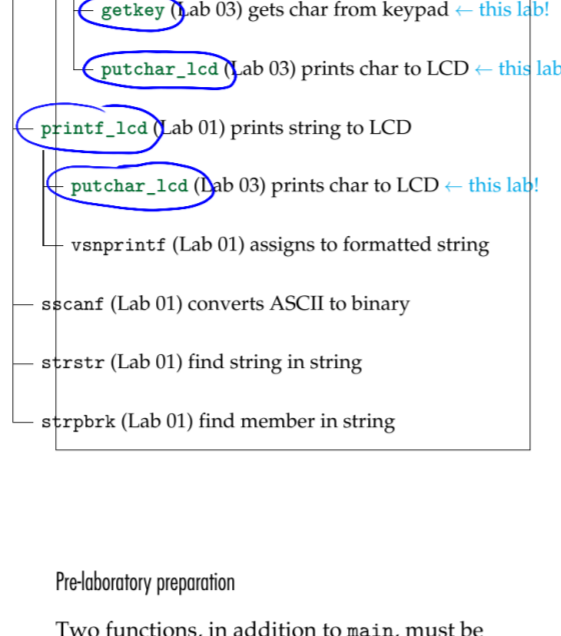 getkey (Lab 03) gets char from keypad ← this lab!
putchar_lcd (Lab 03) prints char to LCD ← this lab
printf_lcd (Lab 01) prints string to LCD
putchar_lcd (Lab 03) prints char to LCD ← this lab!
vsnprintf (Lab 01) assigns to formatted string
sscanf (Lab 01) converts ASCII to binary
strstr (Lab 01) find string in string
strpbrk (Lab 01) find member in string
Pre-laboratory preparation
Two functions, in addition to main, must be